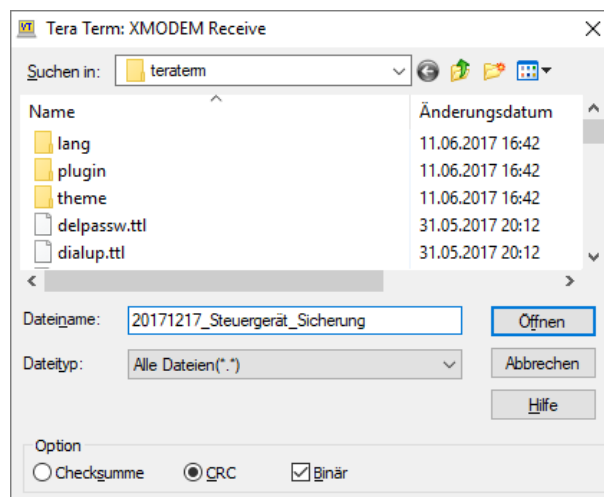 Tera Term: XMODEM Receive
Suchen in: teraterm
Name Änderungsdatum
lang 11.06.2017 16:42
plugin 11.06.2017 16:42
theme 11.06.2017 16:42
delpassw.ttl 31.05.2017 20:12
dialup.ttl 31.05.2017 20:12
Dateiname: 20171217_Steuergerät_Sicherung Öffnen
Dateityp: Alle Dateien(*.*) Abbrechen
Hilfe
Option
Checksumme CRC Binär